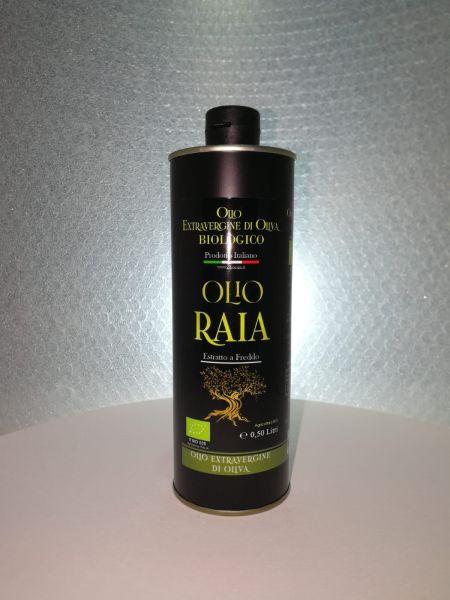 OLIO
EXTRAVERGINE DI OLIVA
BIOLOGICO
Prodotto Italiano
OLIO
RAIA
Estratto a Freddo
℮ 0,50 Litri
OLIO EXTRAVERGINE
DI OLIVA